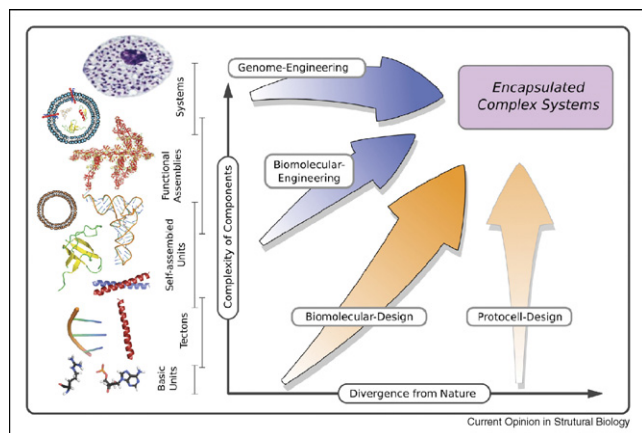 Systems
Functional
Assemblies
Self-assembled
Units
Tectons
Basic
Units
Complexity of Components
Genome-Engineering
Encapsulated
Complex Systems
Biomolecular-
Engineering
Biomolecular-Design
Protocell-Design
Divergence from Nature
Current Opinion in Strutural Biology